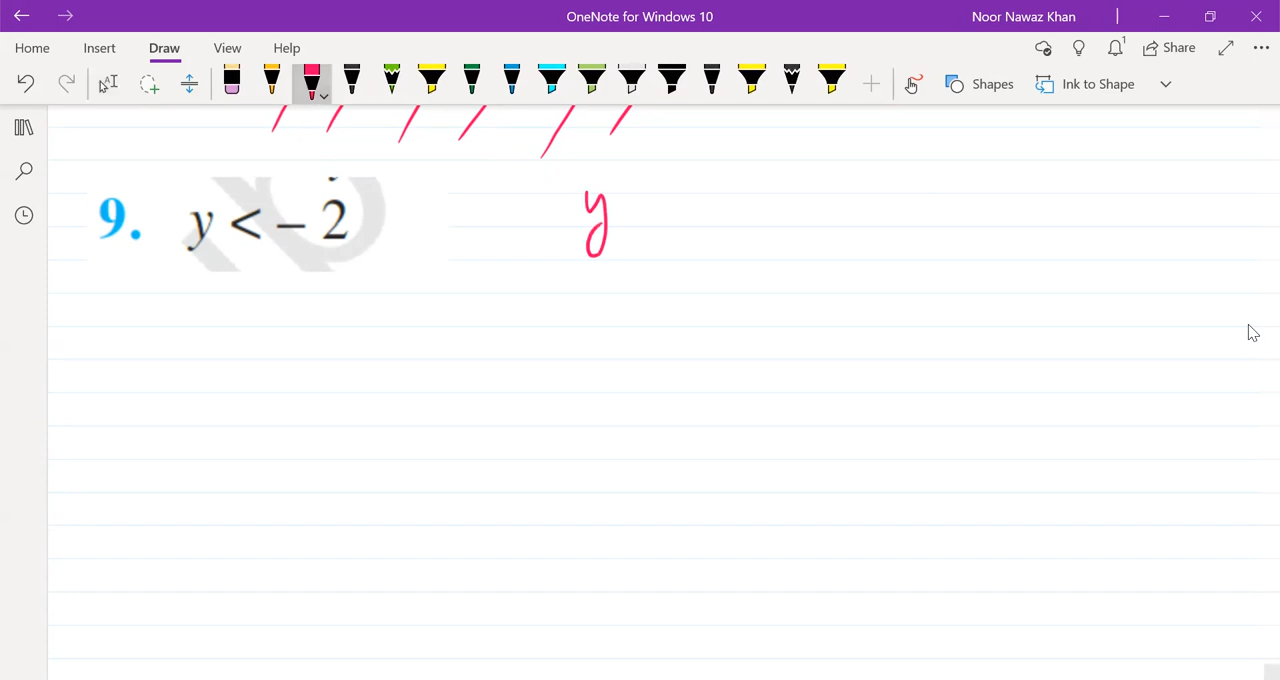 OneNote for Windows 10
Noor Nawaz Khan
Home Insert Draw View Help
1 Share
Shapes Ink to Shape
9. y < – 2
y